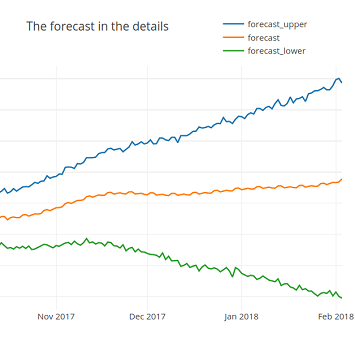 The forecast in the details
forecast_upper
forecast
forecast_lower
Nov 2017
Dec 2017
Jan 2018
Feb 2018